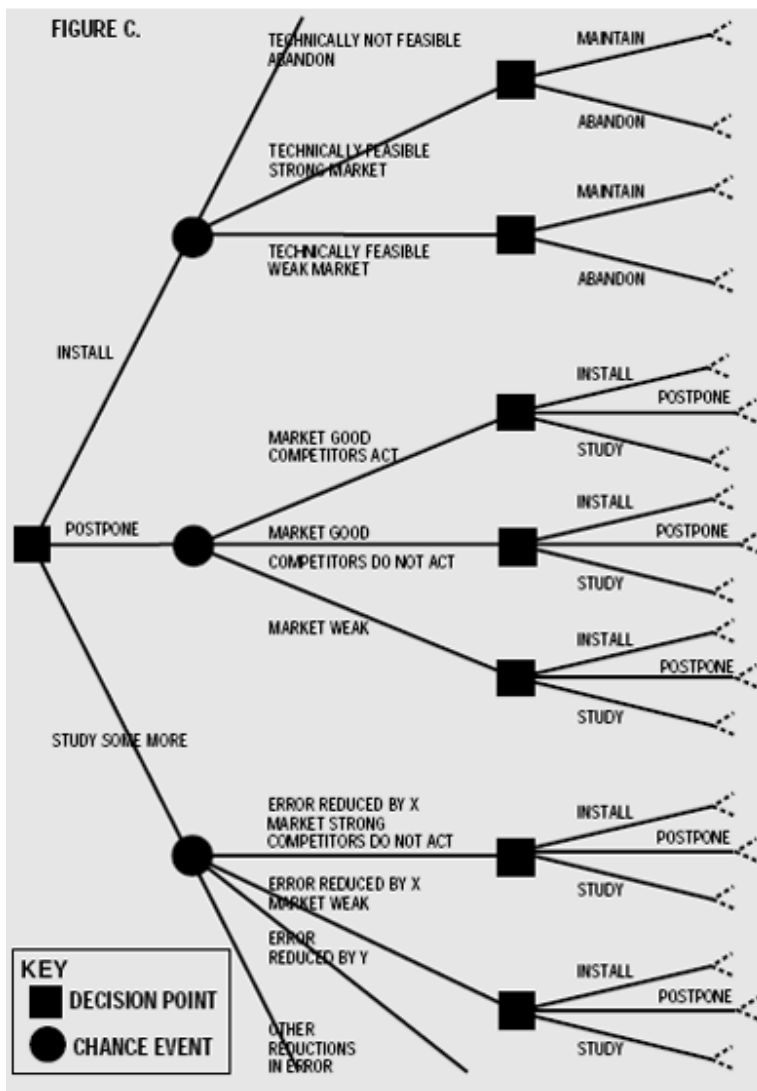 FIGURE C.
TECHNICALLY NOT FEASIBLE
ABANDON
MAINTAIN
ABANDON
TECHNICALLY FEASIBLE
STRONG MARKET
MAINTAIN
TECHNICALLY FEASIBLE
WEAK MARKET
ABANDON
INSTALL
INSTALL
POSTPONE
MARKET GOOD
COMPETITORS ACT
STUDY
INSTALL
POSTPONE
MARKET GOOD
POSTPONE
COMPETITORS DO NOT ACT
STUDY
MARKET WEAK
INSTALL
POSTPONE
STUDY
STUDY SOME MORE
ERROR REDUCED BY X
MARKET STRONG
COMPETITORS DO NOT ACT
INSTALL
POSTPONE
ERROR REDUCED BY X
MARKET WEAK
STUDY
ERROR
REDUCED BY Y
KEY
DECISION POINT
CHANCE EVENT
INSTALL
POSTPONE
OTHER
REDUCTIONS
IN ERROR
STUDY